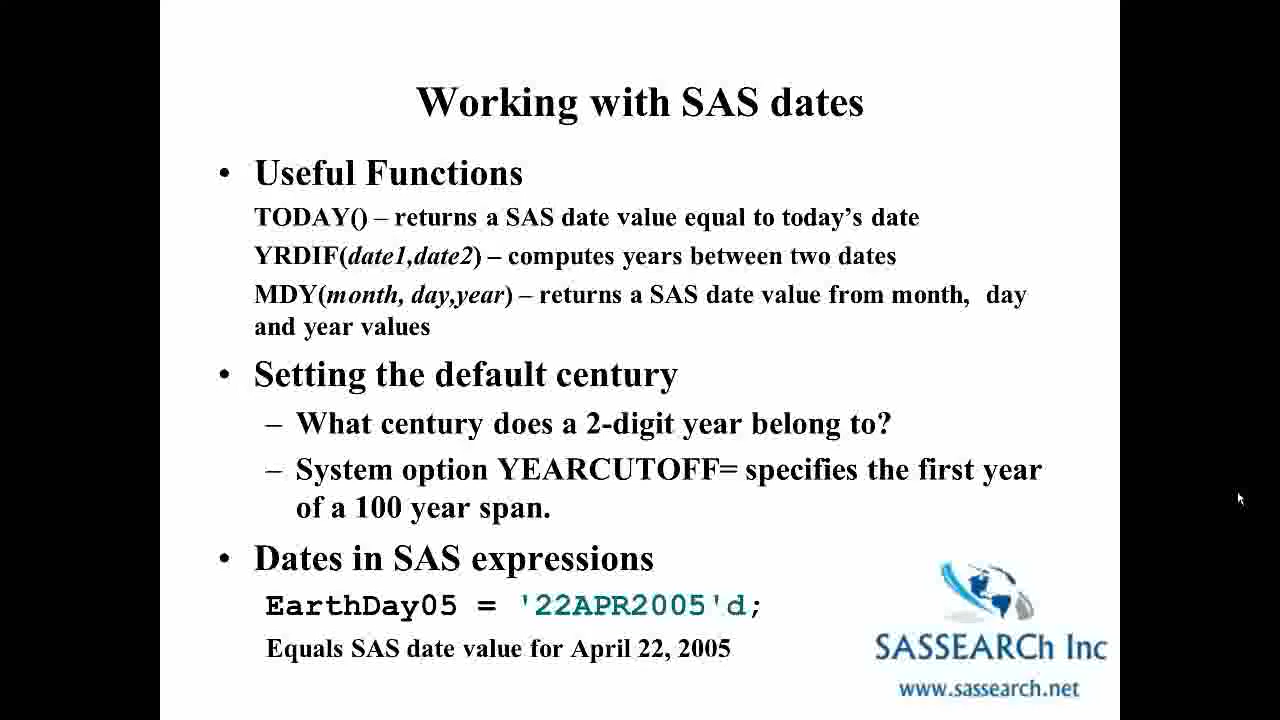 Working with SAS dates
• Useful Functions
TODAY() – returns a SAS date value equal to today's date
YRDIF(date1,date2) – computes years between two dates
MDY(month, day,year) – returns a SAS date value from month, day
and year values
• Setting the default century
– What century does a 2-digit year belong to?
– System option YEARCUTOFF= specifies the first year
of a 100 year span.
• Dates in SAS expressions
EarthDay05 = '22APR2005'd;
Equals SAS date value for April 22, 2005
SASSEARCh Inc
www.sassearch.net